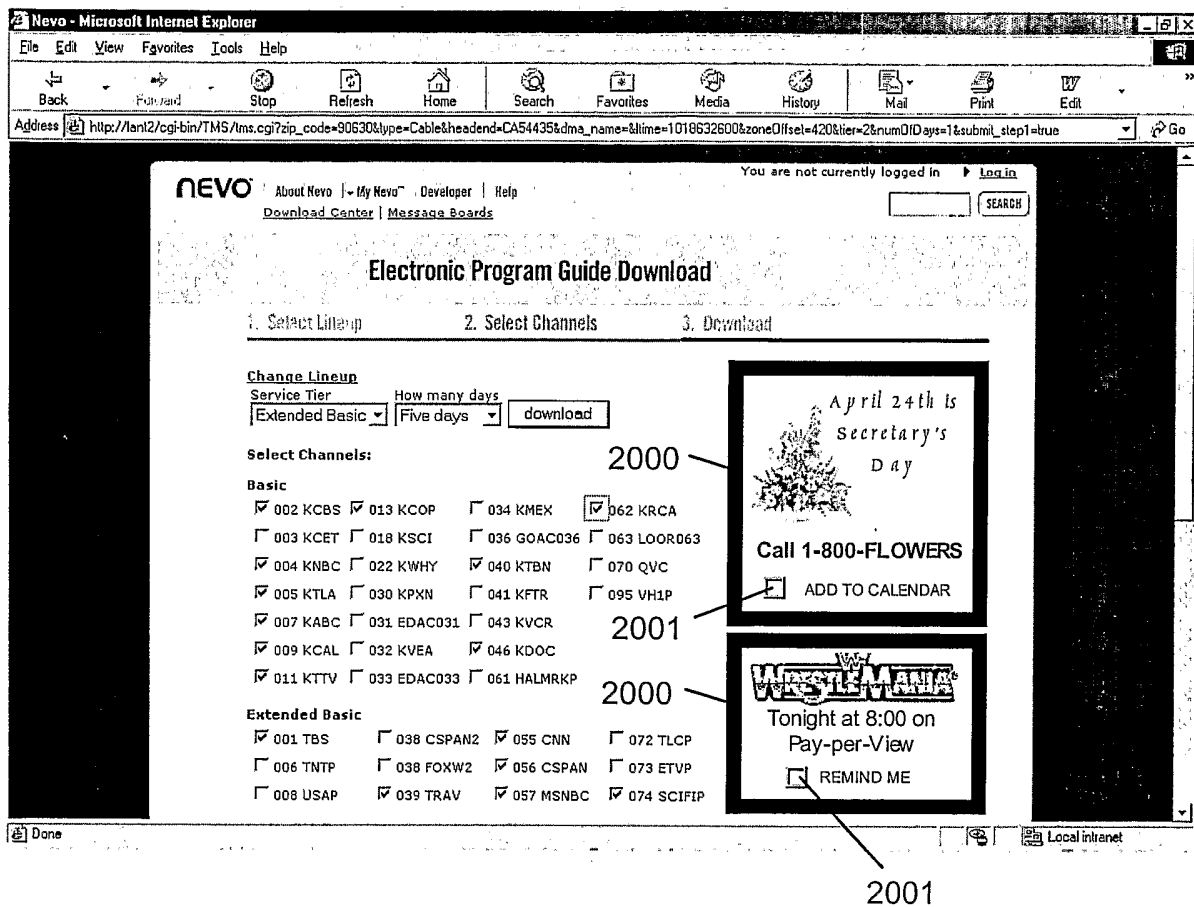 Nevo - Microsoft Internet Explorer
File Edit View Favorites Tools Help
Back Forward Stop Refresh Home Search Favorites Media History Mail Print Edit
Address http://lant2/cgi-bin/TMS/tms.cgi?zip_code=90630&type=Cable&headend=CA54435&dma_name=&ltime=1018632600&zoneOffset=420&tier=2&numOfDays=1&submit_step1=true Go
You are not currently logged in Log in
NEVO About Nevo My Nevo™ Developer Help
SEARCH
Download Center | Message Boards
Electronic Program Guide Download
1. Select Lineup 2. Select Channels 3. Download
Change Lineup
Service Tier How many days
Extended Basic Five days download
Select Channels:
Basic
002 KCBS 013 KCOP 034 KMEX 062 KRCA
003 KCET 018 KSCI 036 GOAC036 063 LOOR063
004 KNBC 022 KWHY 040 KTBN 070 QVC
005 KTLA 030 KPXN 041 KFTR 095 VH1P
007 KABC 031 EDAC031 043 KVCR
009 KCAL 032 KVEA 046 KDOC
011 KTTV 033 EDAC033 061 HALMRKP
Extended Basic
001 TBS 038 CSPAN2 055 CNN 072 TLCP
006 TNTP 038 FOXW2 056 CSPAN 073 ETVP
008 USAP 039 TRAV 057 MSNBC 074 SCIFIP
2000
April 24th is
Secretary's
Day
Call 1-800-FLOWERS
ADD TO CALENDAR
2001
2000
WRESTLEMANIA
Tonight at 8:00 on
Pay-per-View
REMIND ME
Done Local intranet
2001